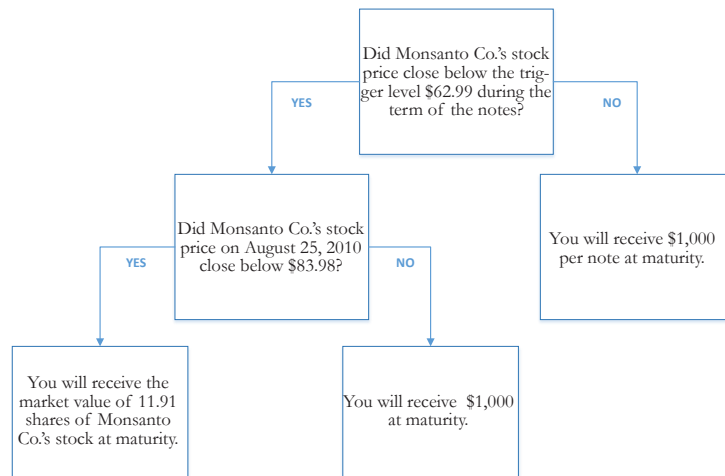 Did Monsanto Co.'s stock
price close below the trig-
ger level $62.99 during the
term of the notes?
YES
NO
Did Monsanto Co.'s stock
price on August 25, 2010
close below $83.98?
You will receive $1,000
per note at maturity.
YES
NO
You will receive the
market value of 11.91
shares of Monsanto
Co.'s stock at maturity.
You will receive $1,000
at maturity.